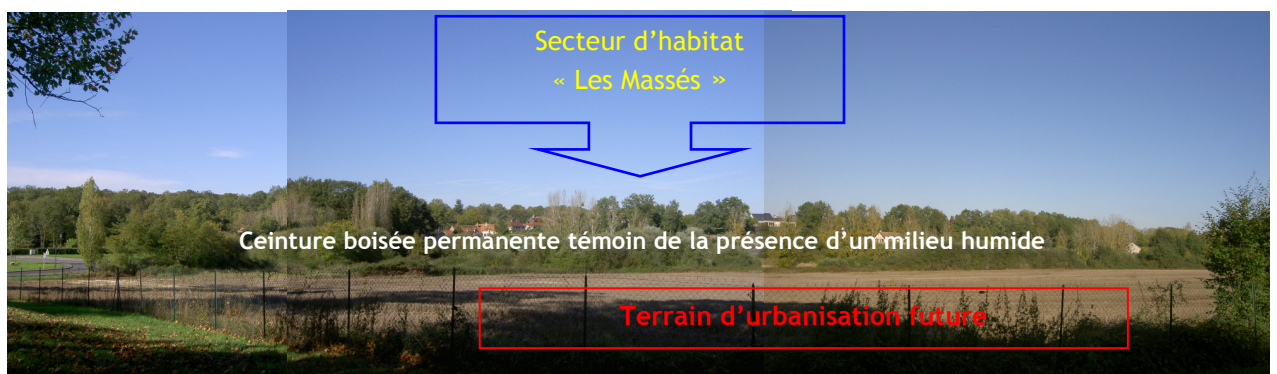 Secteur d’habitat
« Les Massés »
Ceinture boisée permanente témoin de la présence d’un milieu humide
Terrain d’urbanisation future